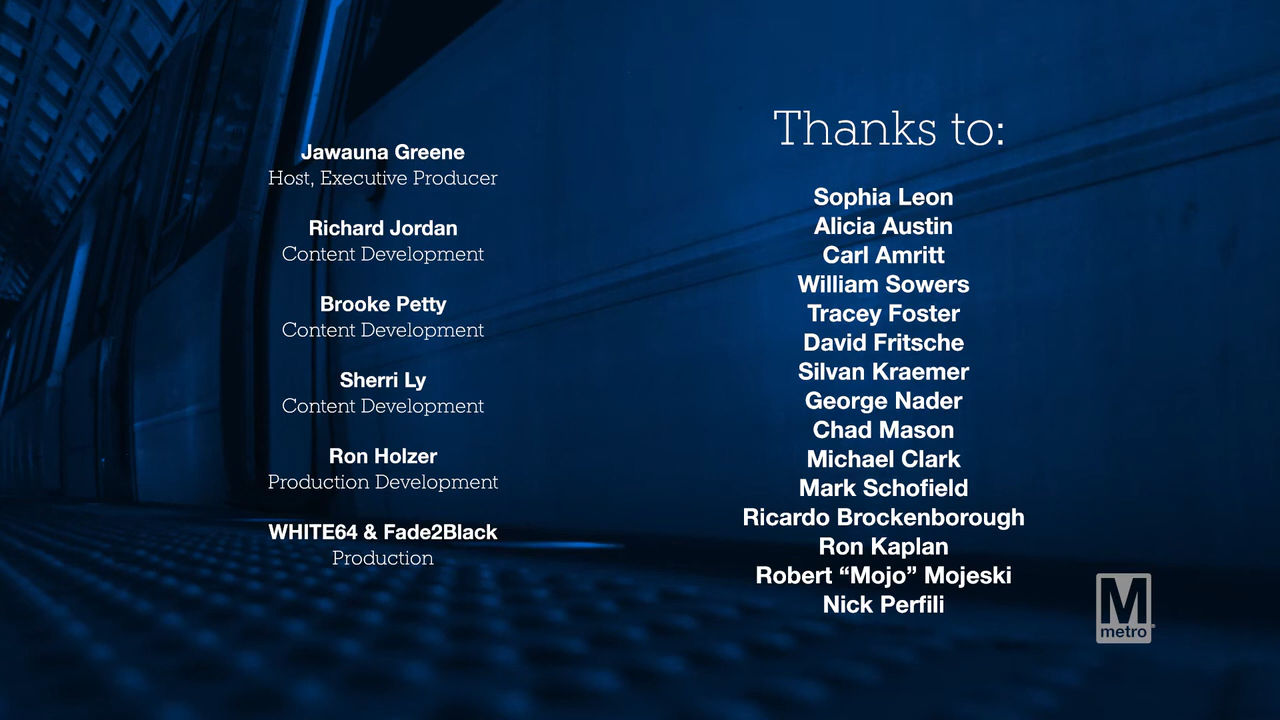 Jawauna Greene
Host, Executive Producer
Richard Jordan
Content Development
Brooke Petty
Content Development
Sherri Ly
Content Development
Ron Holzer
Production Development
WHITE64 & Fade2Black
Production
Thanks to:
Sophia Leon
Alicia Austin
Carl Amritt
William Sowers
Tracey Foster
David Fritsche
Silvan Kraemer
George Nader
Chad Mason
Michael Clark
Mark Schofield
Ricardo Brockenborough
Ron Kaplan
Robert “Mojo” Mojeski
Nick Perfili
M
metro